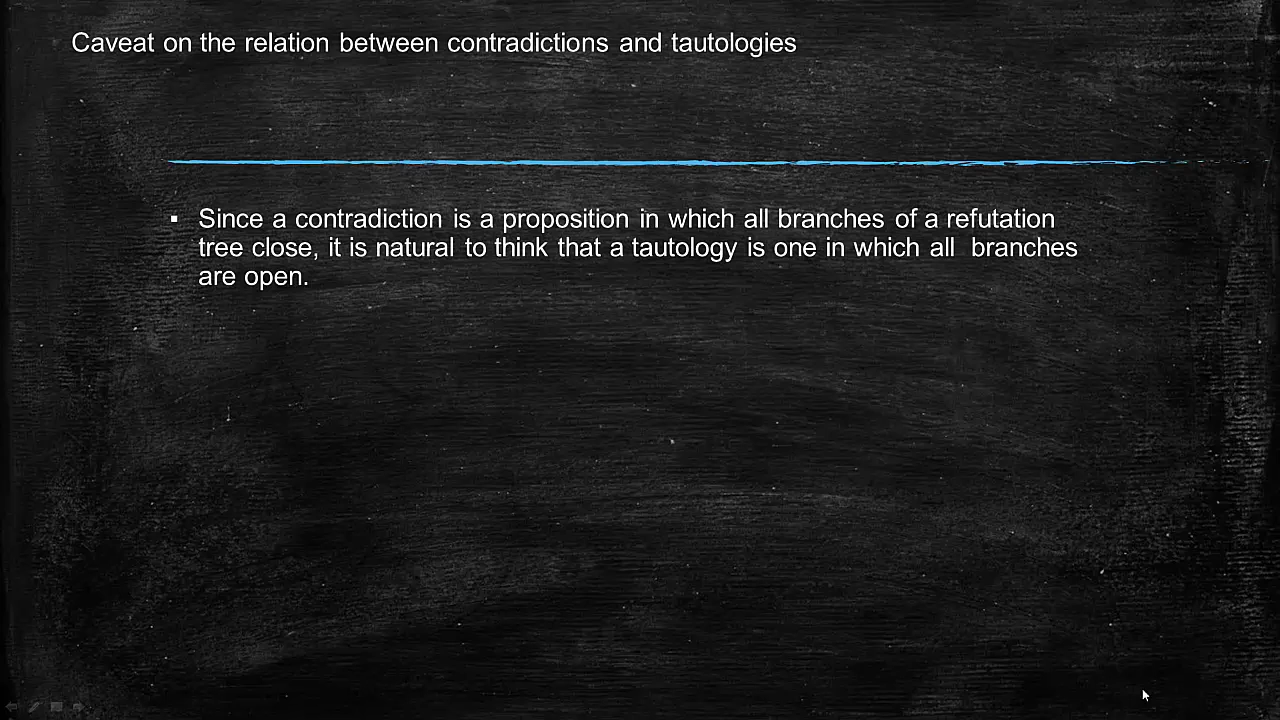 Caveat on the relation between contradictions and tautologies
▪ Since a contradiction is a proposition in which all branches of a refutation
tree close, it is natural to think that a tautology is one in which all  branches
are open.